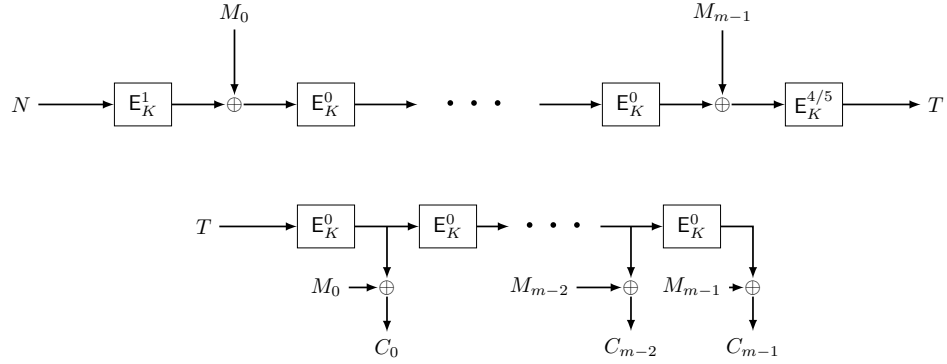 M_0 M_{m−1}
N E_K^1 ⊕ E_K^0 • • • E_K^0 ⊕ E_K^{4/5} T
T E_K^0 E_K^0 • • • E_K^0
M_0 ⊕ M_{m−2} ⊕ M_{m−1} ⊕
C_0 C_{m−2} C_{m−1}